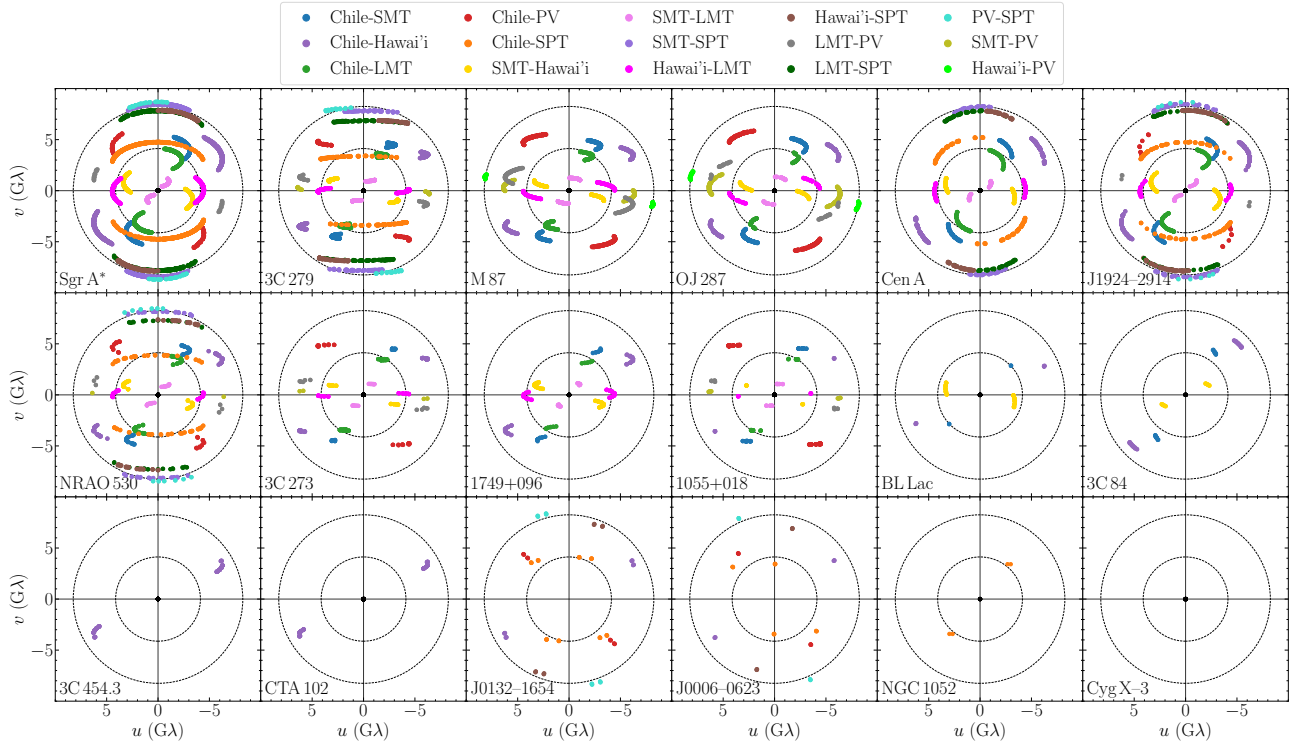 Chile-SMT Chile-PV SMT-LMT Hawai'i-SPT PV-SPT
Chile-Hawai'i Chile-SPT SMT-SPT LMT-PV SMT-PV
Chile-LMT SMT-Hawai'i Hawai'i-LMT LMT-SPT Hawai'i-PV
5
0
−5
v (Gλ)
Sgr A* 3C 279 M 87 OJ 287 Cen A J1924–2914
5
0
−5
v (Gλ)
NRAO 530 3C 273 1749+096 1055+018 BL Lac 3C 84
5
0
−5
v (Gλ)
3C 454.3 CTA 102 J0132–1654 J0006–0623 NGC 1052 Cyg X–3
5 0 −5 5 0 −5 5 0 −5 5 0 −5 5 0 −5 5 0 −5
u (Gλ) u (Gλ) u (Gλ) u (Gλ) u (Gλ) u (Gλ)